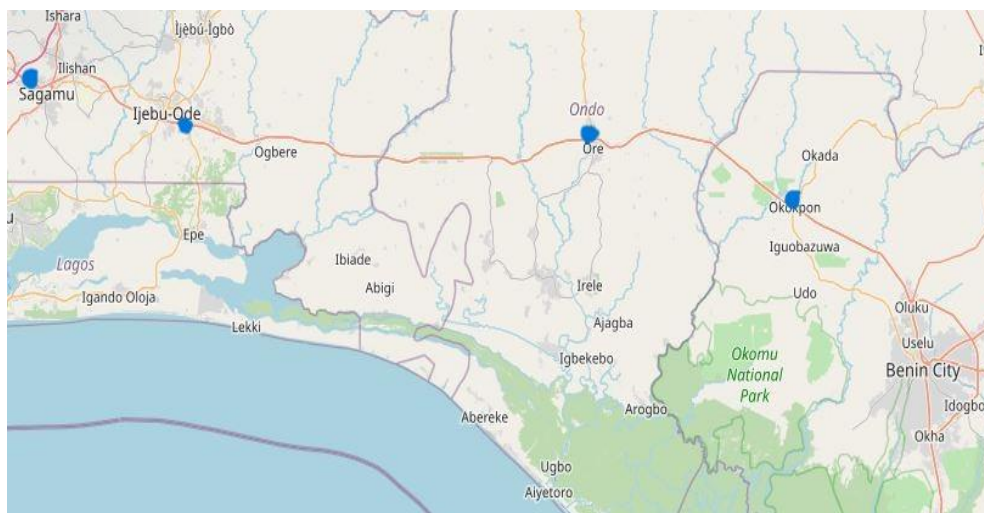 Ishara
Ìjẹ̀bú-Igbò
Ilishan
Sagamu
Ijebu-Ode
Ondo
Ogbere
Ore
Okada
Okokpon
Epe
Iguobazuwa
Lagos
Ibiade
Igando Oloja
Abigi
Irele
Udo
Oluku
Lekki
Ajagba
Uselu
Igbekebo
Okomu
National
Park
Benin City
Abereke
Arogbo
Idogbo
Okha
Ugbo
Aiyetoro